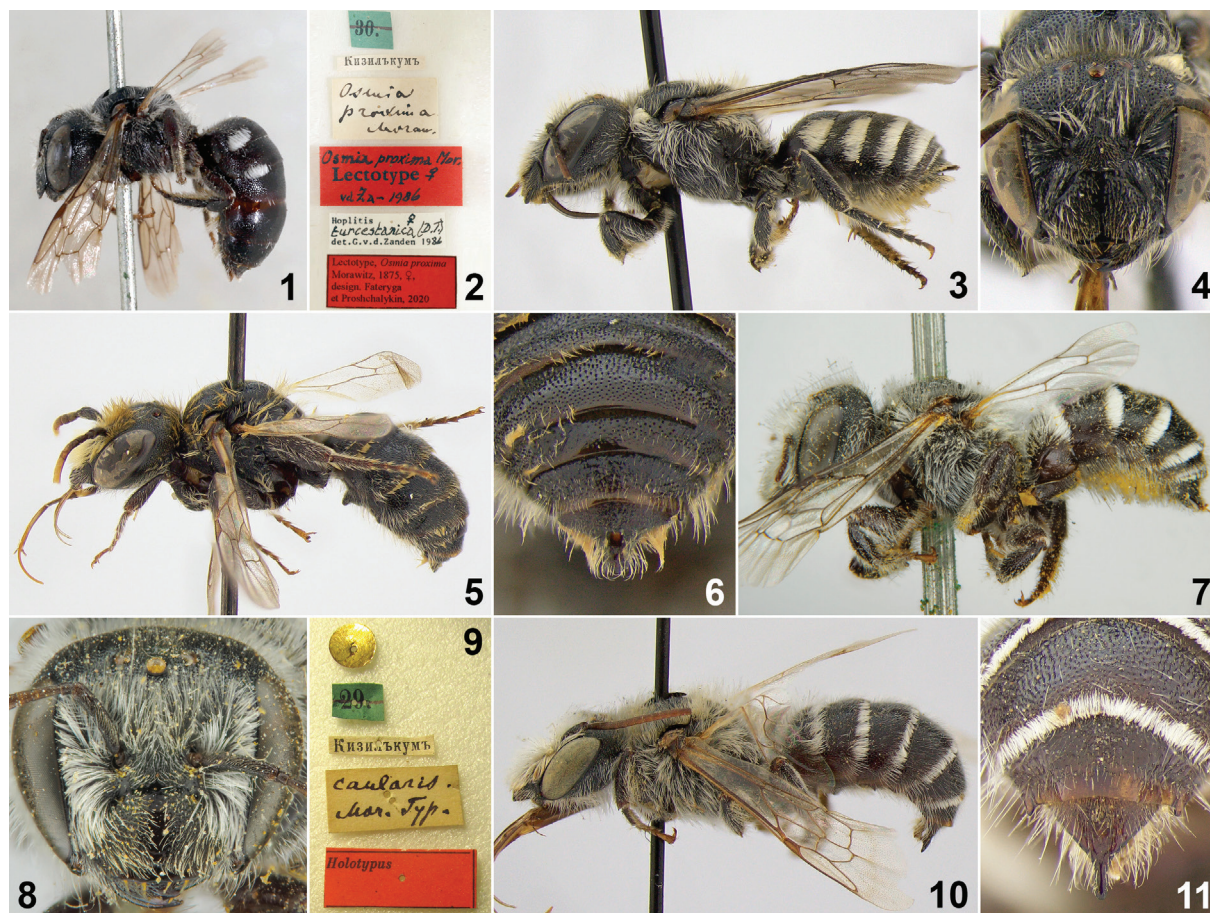 30.
Кизилъкумъ
Osmia
proxima
Moraw.
Osmia proxima Mor.
Lectotype ♀
vd. Za- 1986
Hoplitis ♀
turcestanica (D.T.)
det.G.v.d.Zanden 1986
Lectotype, Osmia proxima
Morawitz, 1875, ♀,
design. Fateryga
et Proshchalykin, 2020
1
2
3
4
5
6
7
8
9
29.
Кизилъкумъ
caularis.
Mor. Typ.
Holotypus
10
11